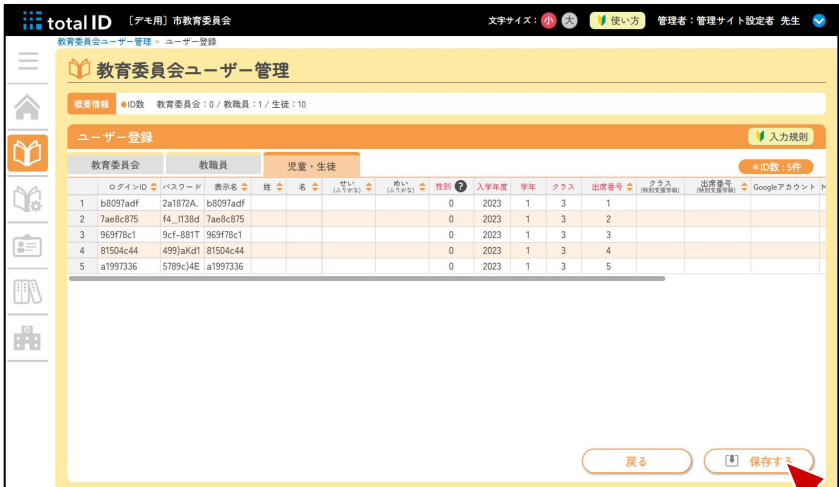 total ID [デモ用] 市教育委員会 文字サイズ： 小 大 使い方 管理者：管理サイト設定者 先生
教育委員会ユーザー管理 > ユーザー登録
教育委員会ユーザー管理
概要情報 ●ID数 教育委員会：0 / 教職員：1 / 生徒：10
ユーザー登録 入力規則
教育委員会 教職員 児童・生徒 *ID数：5件
ログインID パスワード 表示名 姓 名 せい(ふりがな) めい(ふりがな) 性別 ? 入学年度 学年 クラス 出席番号 クラス(特別支援学級) 出席番号(特別支援学級) Googleアカウント
1 b8097adf 2a1872A. b8097adf 0 2023 1 3 1
2 7ae8c875 f4_l138d 7ae8c875 0 2023 1 3 2
3 969f78c1 9cf-881T 969f78c1 0 2023 1 3 3
4 81504c44 499)aKd1 81504c44 0 2023 1 3 4
5 a1997336 5789c)4E a1997336 0 2023 1 3 5
戻る 保存する